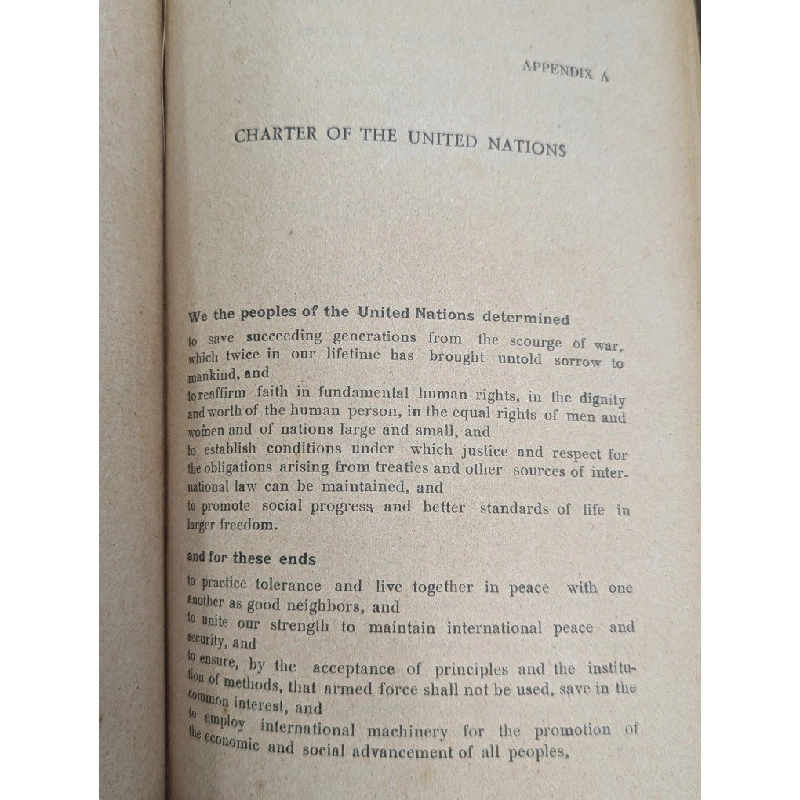 APPENDIX A
CHARTER OF THE UNITED NATIONS
We the peoples of the United Nations determined
to save succeeding generations from the scourge of war,
which twice in our lifetime has brought untold sorrow to
mankind, and
to reaffirm faith in fundamental human rights, in the dignity
and worth of the human person, in the equal rights of men and
women and of nations large and small, and
to establish conditions under which justice and respect for
the obligations arising from treaties and other sources of inter-
national law can be maintained, and
to promote social progress and better standards of life in
larger freedom.
and for these ends
to practice tolerance and live together in peace with one
another as good neighbors, and
to unite our strength to maintain international peace and
security, and
to ensure, by the acceptance of principles and the institu-
tion of methods, that armed force shall not be used, save in the
common interest, and
to employ international machinery for the promotion of
the economic and social advancement of all peoples,